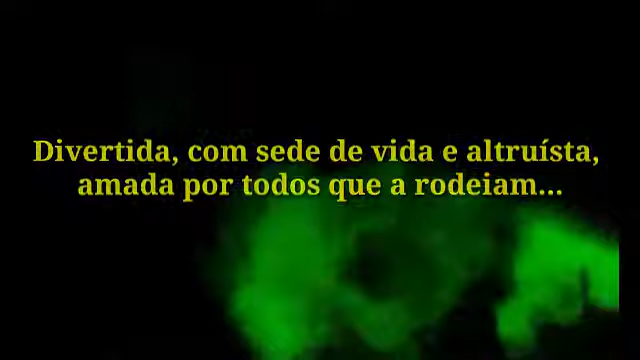 Divertida, com sede de vida e altruísta,
amada por todos que a rodeiam...